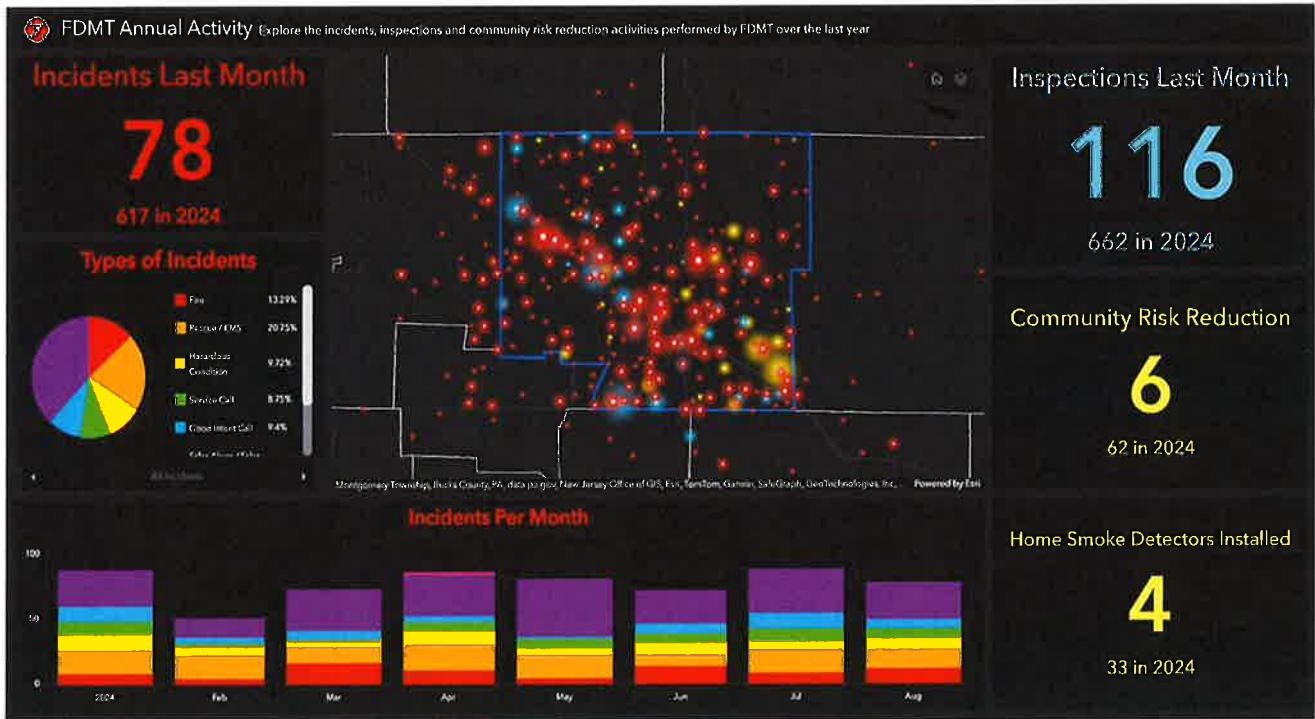 FDMT Annual Activity Explore the incidents, inspections and community risk reduction activities performed by FDMT over the last year
Incidents Last Month
78
617 in 2024
Types of Incidents
Fire 13.29%
Rescue / EMS 20.75%
Hazardous
Condition 9.72%
Service Call 8.75%
Good Intent Call 9.4%
All Incidents
Montgomery Township, Bucks County, PA, data.pa.gov, New Jersey Office of GIS, Esri, TomTom, Garmin, SafeGraph, GeoTechnologies, Inc, Powered by Esri
Inspections Last Month
116
662 in 2024
Community Risk Reduction
6
62 in 2024
Home Smoke Detectors Installed
4
33 in 2024
Incidents Per Month
100
50
0
2024 Feb Mar Apr May Jun Jul Aug